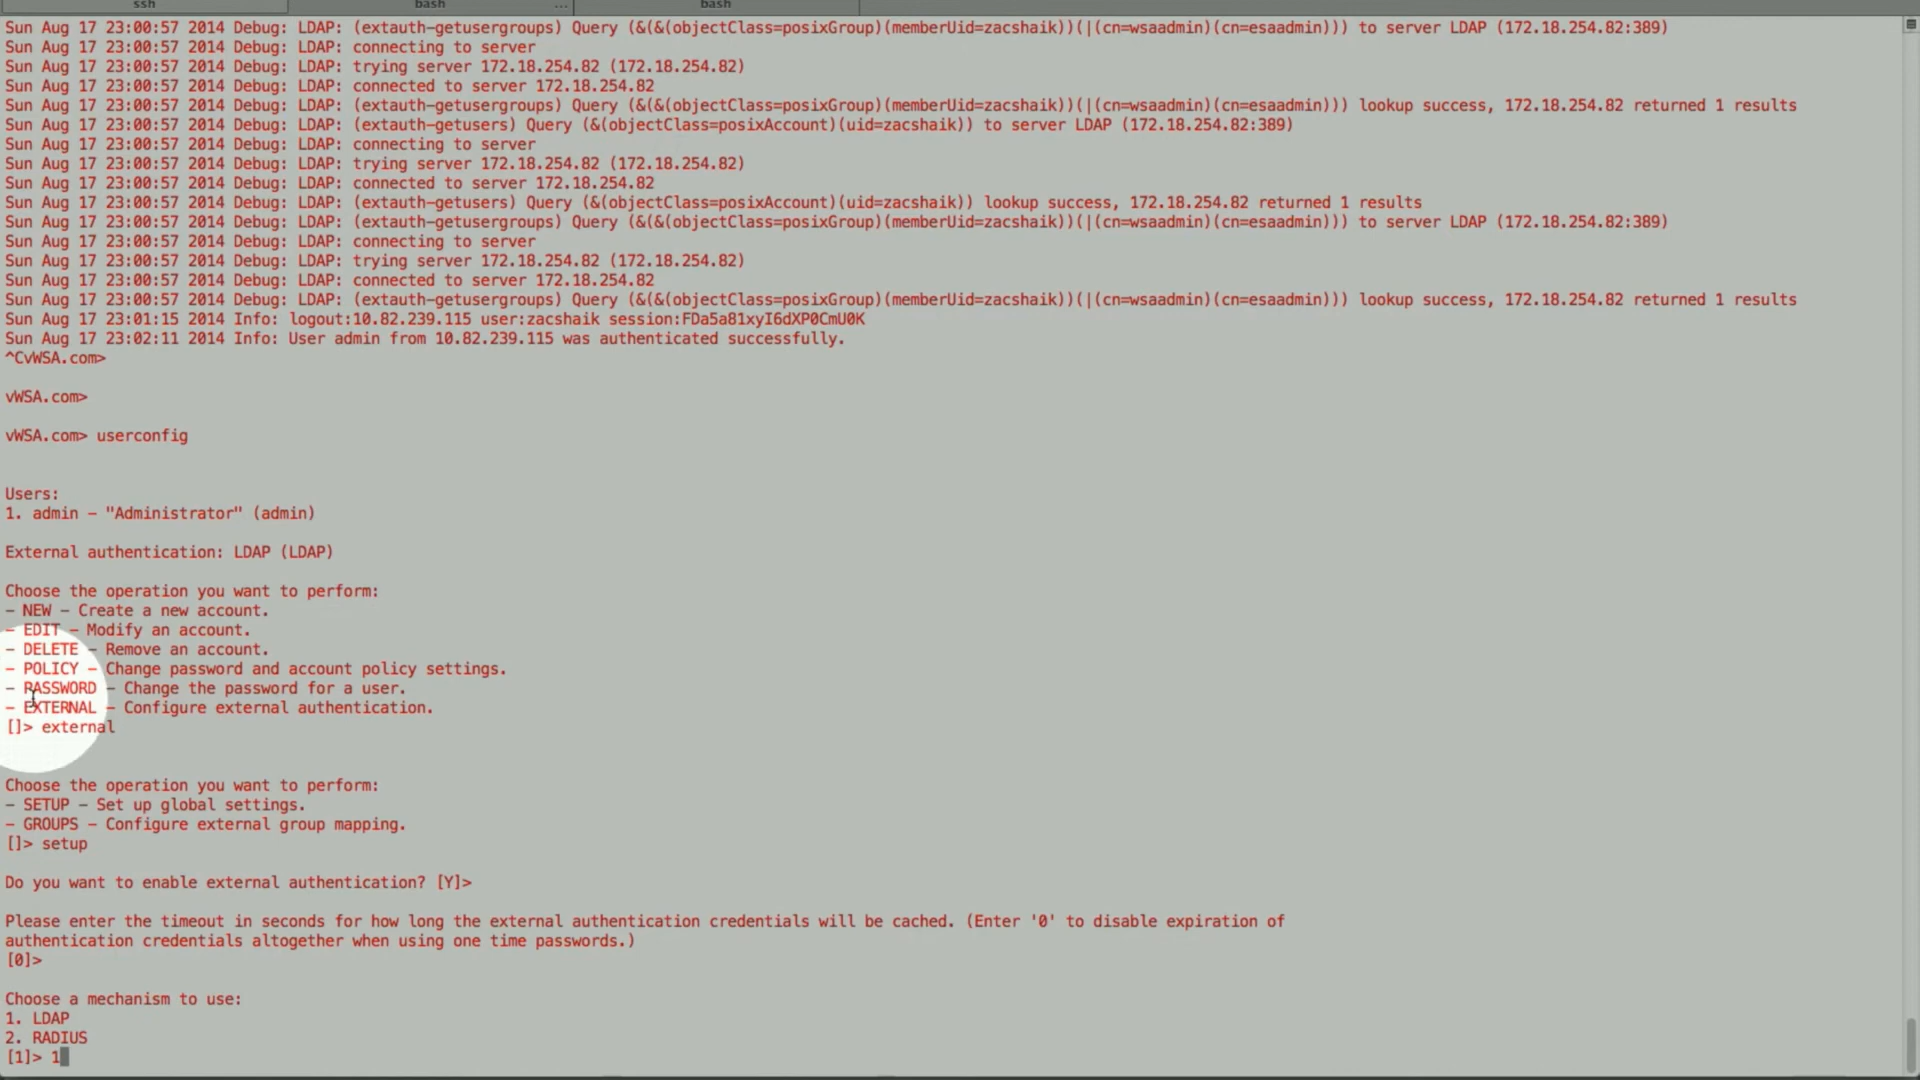 ssh bash ... bash
Sun Aug 17 23:00:57 2014 Debug: LDAP: (extauth-getusergroups) Query (&(&(objectClass=posixGroup)(memberUid=zacshaik))(|(cn=wsaadmin)(cn=esaadmin))) to server LDAP (172.18.254.82:389)
Sun Aug 17 23:00:57 2014 Debug: LDAP: connecting to server
Sun Aug 17 23:00:57 2014 Debug: LDAP: trying server 172.18.254.82 (172.18.254.82)
Sun Aug 17 23:00:57 2014 Debug: LDAP: connected to server 172.18.254.82
Sun Aug 17 23:00:57 2014 Debug: LDAP: (extauth-getusergroups) Query (&(&(objectClass=posixGroup)(memberUid=zacshaik))(|(cn=wsaadmin)(cn=esaadmin))) lookup success, 172.18.254.82 returned 1 results
Sun Aug 17 23:00:57 2014 Debug: LDAP: (extauth-getusers) Query (&(objectClass=posixAccount)(uid=zacshaik)) to server LDAP (172.18.254.82:389)
Sun Aug 17 23:00:57 2014 Debug: LDAP: connecting to server
Sun Aug 17 23:00:57 2014 Debug: LDAP: trying server 172.18.254.82 (172.18.254.82)
Sun Aug 17 23:00:57 2014 Debug: LDAP: connected to server 172.18.254.82
Sun Aug 17 23:00:57 2014 Debug: LDAP: (extauth-getusers) Query (&(objectClass=posixAccount)(uid=zacshaik)) lookup success, 172.18.254.82 returned 1 results
Sun Aug 17 23:00:57 2014 Debug: LDAP: (extauth-getusergroups) Query (&(&(objectClass=posixGroup)(memberUid=zacshaik))(|(cn=wsaadmin)(cn=esaadmin))) to server LDAP (172.18.254.82:389)
Sun Aug 17 23:00:57 2014 Debug: LDAP: connecting to server
Sun Aug 17 23:00:57 2014 Debug: LDAP: trying server 172.18.254.82 (172.18.254.82)
Sun Aug 17 23:00:57 2014 Debug: LDAP: connected to server 172.18.254.82
Sun Aug 17 23:00:57 2014 Debug: LDAP: (extauth-getusergroups) Query (&(&(objectClass=posixGroup)(memberUid=zacshaik))(|(cn=wsaadmin)(cn=esaadmin))) lookup success, 172.18.254.82 returned 1 results
Sun Aug 17 23:01:15 2014 Info: logout:10.82.239.115 user:zacshaik session:FDa5a81xyI6dXP0CmU0K
Sun Aug 17 23:02:11 2014 Info: User admin from 10.82.239.115 was authenticated successfully.
^CvWSA.com>
vWSA.com>
vWSA.com> userconfig
Users:
1. admin - "Administrator" (admin)
External authentication: LDAP (LDAP)
Choose the operation you want to perform:
- NEW - Create a new account.
- EDIT - Modify an account.
- DELETE - Remove an account.
- POLICY - Change password and account policy settings.
- PASSWORD - Change the password for a user.
- EXTERNAL - Configure external authentication.
[]> external
Choose the operation you want to perform:
- SETUP - Set up global settings.
- GROUPS - Configure external group mapping.
[]> setup
Do you want to enable external authentication? [Y]>
Please enter the timeout in seconds for how long the external authentication credentials will be cached. (Enter '0' to disable expiration of
authentication credentials altogether when using one time passwords.)
[0]>
Choose a mechanism to use:
1. LDAP
2. RADIUS
[1]> 1